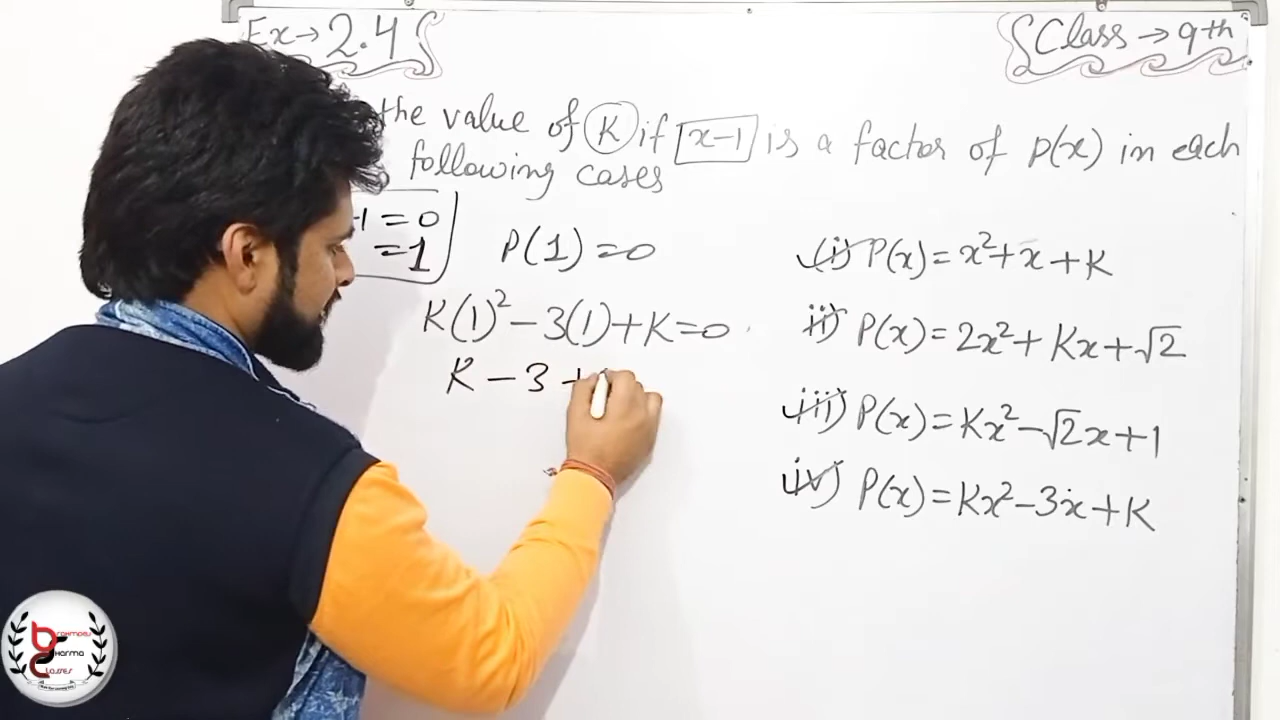 Ex→2.4
Class→9th
the value of K if x-1 is a factor of p(x) in each
following cases
-1=0
=1
P(1)=0
K(1)²-3(1)+K=0
K-3+
(i) P(x)=x²+x+K
ii) P(x)=2x²+Kx+√2
iii) P(x)=Kx²-√2x+1
iv) P(x)=Kx²-3x+K